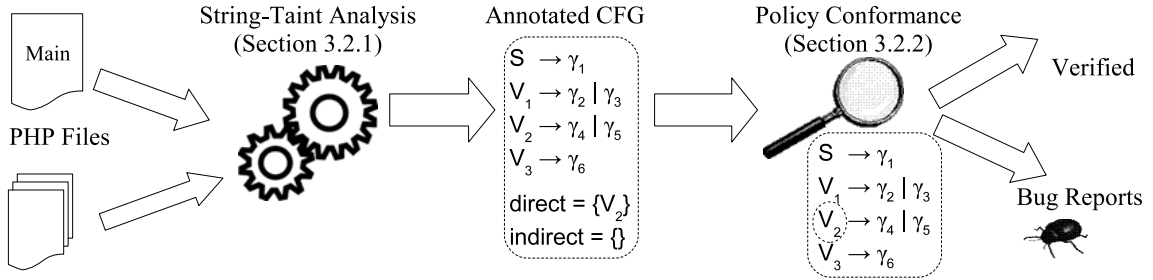 Main
PHP Files
String-Taint Analysis
(Section 3.2.1)
Annotated CFG
S → γ₁
V₁ → γ₂ | γ₃
V₂ → γ₄ | γ₅
V₃ → γ₆
direct = {V₂}
indirect = {}
Policy Conformance
(Section 3.2.2)
S → γ₁
V₁ → γ₂ | γ₃
V₂ → γ₄ | γ₅
V₃ → γ₆
Verified
Bug Reports